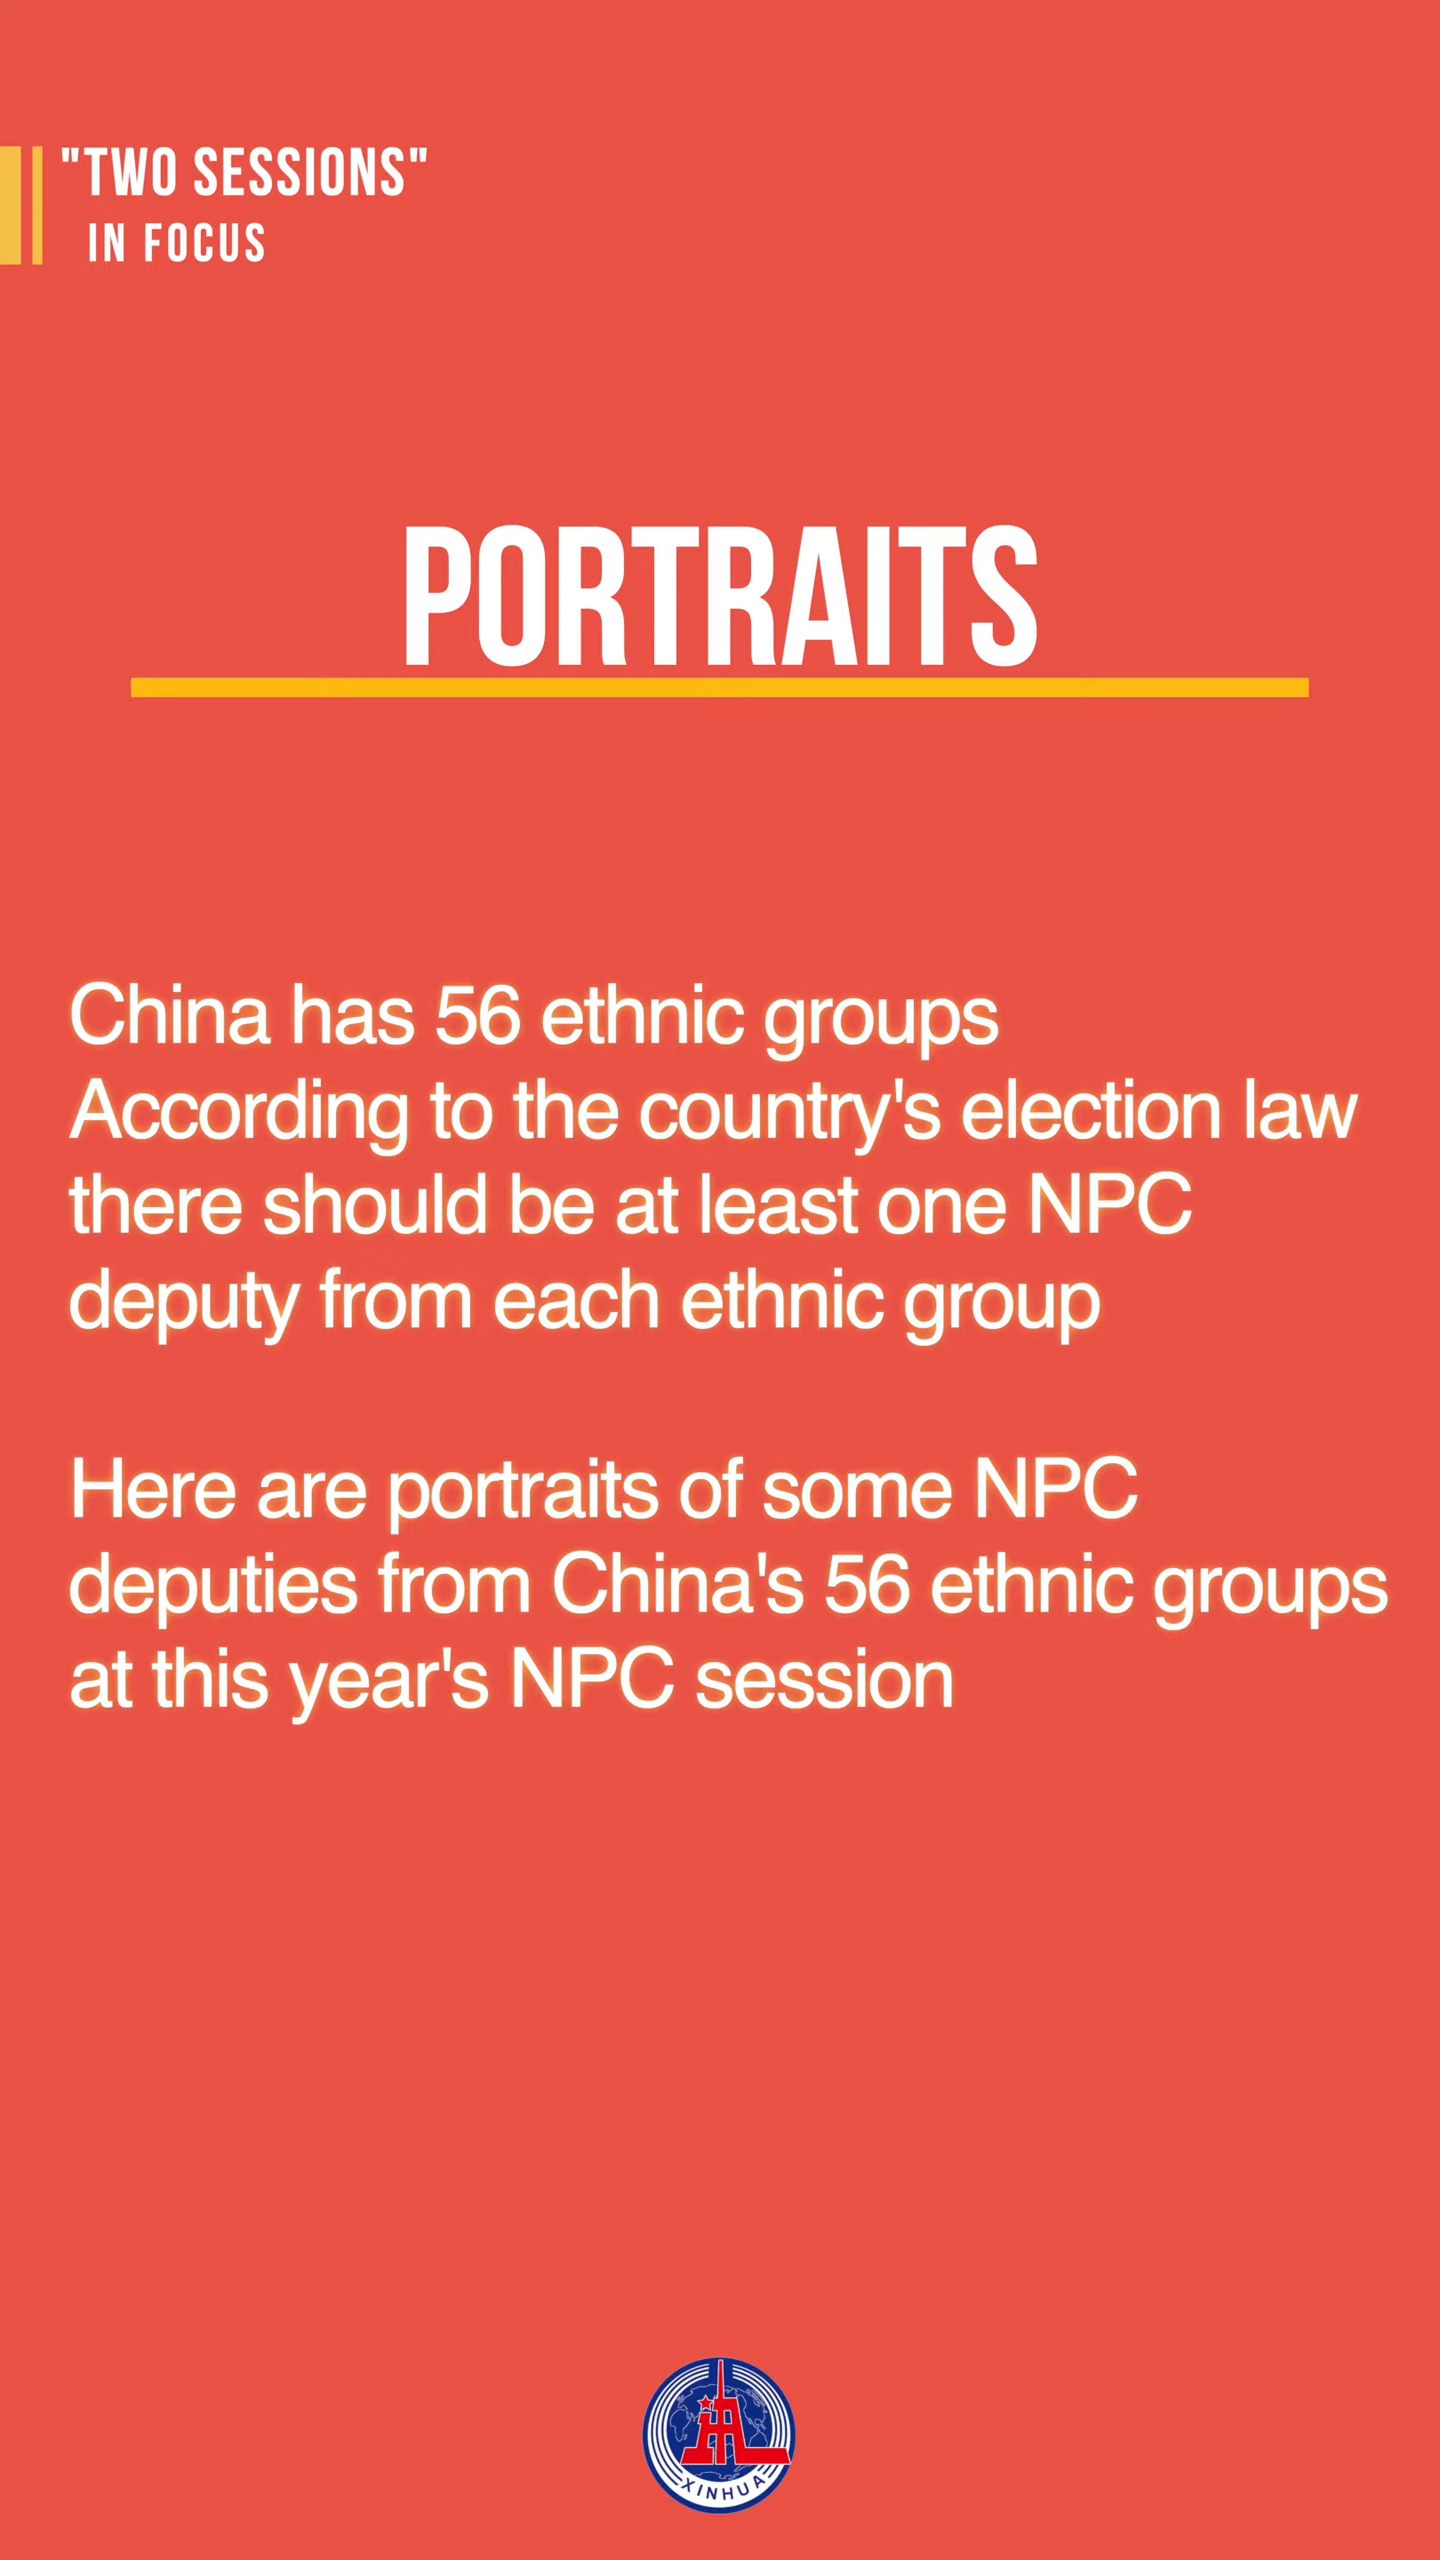 "TWO SESSIONS"
IN FOCUS
PORTRAITS
China has 56 ethnic groups
According to the country's election law
there should be at least one NPC
deputy from each ethnic group
Here are portraits of some NPC
deputies from China's 56 ethnic groups
at this year's NPC session
XINHUA